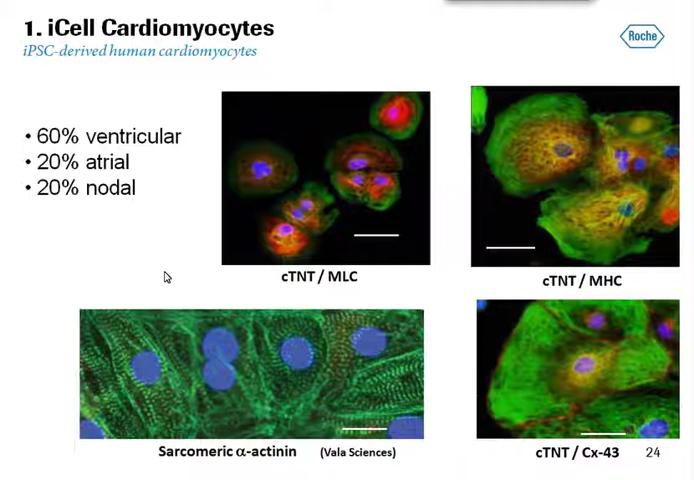 1. iCell Cardiomyocytes
iPSC-derived human cardiomyocytes
Roche
• 60% ventricular
• 20% atrial
• 20% nodal
cTNT / MLC
cTNT / MHC
Sarcomeric α-actinin (Vala Sciences)
cTNT / Cx-43
24